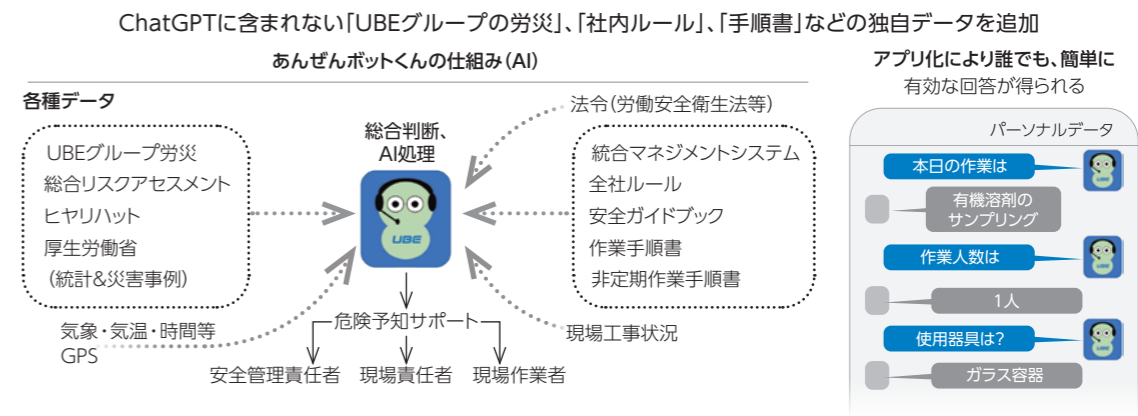 ChatGPTに含まれない「UBEグループの労災」、「社内ルール」、「手順書」などの独自データを追加
あんぜんボットくんの仕組み（AI）
各種データ
UBEグループ労災
総合リスクアセスメント
ヒヤリハット
厚生労働省
（統計&災害事例）
気象・気温・時間等
GPS
総合判断、
AI処理
UBE
法令（労働安全衛生法等）
統合マネジメントシステム
全社ルール
安全ガイドブック
作業手順書
非定期作業手順書
現場工事状況
危険予知サポート
安全管理責任者 現場責任者 現場作業者
アプリ化により誰でも、簡単に
有効な回答が得られる
パーソナルデータ
本日の作業は
UBE
有機溶剤の
サンプリング
作業人数は
UBE
1人
使用器具は?
UBE
ガラス容器